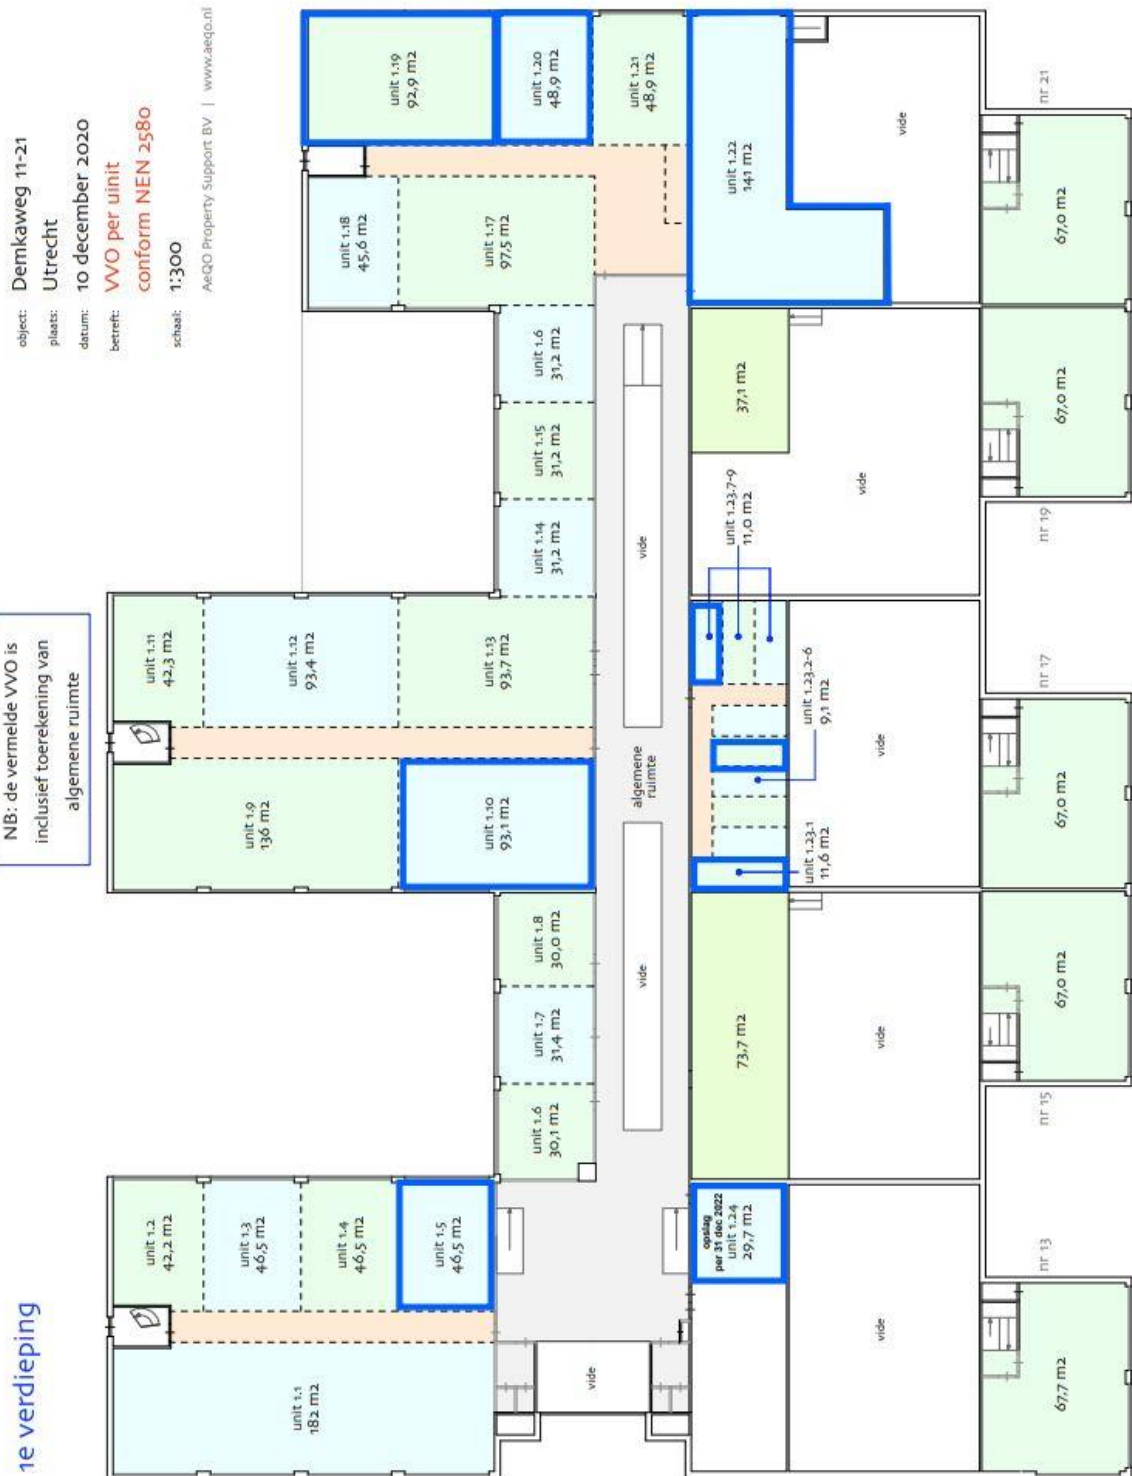 1e verdieping
NB: de vermelde VVO is
inclusief toerekening van
algemene ruimte
object: Demkaweg 11-21
plaats: Utrecht
datum: 10 december 2020
betreft: VVO per uinit
conform NEN 2580
schaal: 1:300
AeQO Property Support BV | www.aeqo.nl
unit 1.1
182 m2
unit 1.2
42,2 m2
unit 1.3
46,5 m2
unit 1.4
46,5 m2
unit 1.5
46,5 m2
unit 1.6
30,1 m2
unit 1.7
31,4 m2
unit 1.8
30,0 m2
unit 1.9
136 m2
unit 1.10
93,1 m2
unit 1.11
42,3 m2
unit 1.12
93,4 m2
unit 1.13
93,7 m2
unit 1.14
31,2 m2
unit 1.15
31,2 m2
unit 1.6
31,2 m2
unit 1.18
45,6 m2
unit 1.17
97,5 m2
unit 1.19
92,9 m2
unit 1.20
48,9 m2
unit 1.21
48,9 m2
unit 1.22
141 m2
vide
vide
algemene
ruimte
vide
opslag
per 31 dec 2022
unit 1.24
29,7 m2
73,7 m2
unit 1.23.1
11,6 m2
unit 1.23.2-6
9,1 m2
unit 1.23.7-9
11,0 m2
37,1 m2
vide
vide
vide
vide
vide
nr 13
nr 15
nr 17
nr 19
nr 21
67,7 m2
67,0 m2
67,0 m2
67,0 m2
67,0 m2